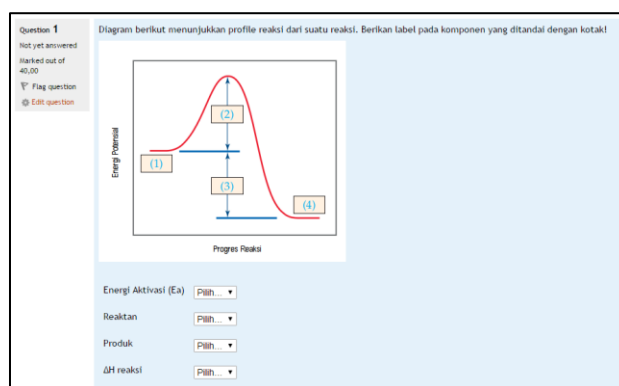 Question 1
Not yet answered
Marked out of
40,00
Flag question
Edit question
Diagram berikut menunjukkan profile reaksi dari suatu reaksi. Berikan label pada komponen yang ditandai dengan kotak!
Energi Potensial
(1)
(2)
(3)
(4)
Progres Reaksi
Energi Aktivasi (Ea) Pilih...
Reaktan Pilih...
Produk Pilih...
ΔH reaksi Pilih...